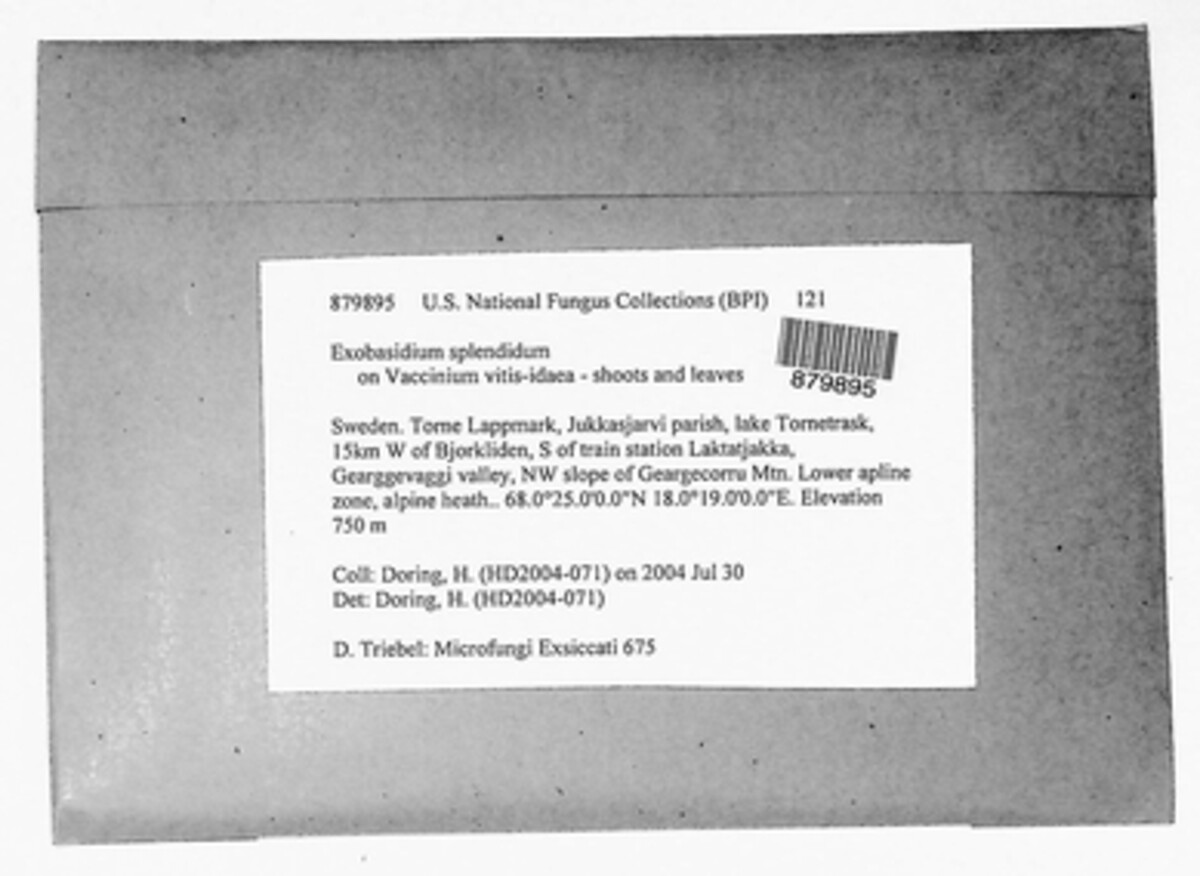 879895 U.S. National Fungus Collections (BPI) 121
Exobasidium splendidum
on Vaccinium vitis-idaea - shoots and leaves
879895
Sweden. Torne Lappmark, Jukkasjarvi parish, lake Tornetrask,
15km W of Bjorkliden, S of train station Laktatjakka,
Gearggevaggi valley, NW slope of Geargecorru Mtn. Lower apline
zone, alpine heath.. 68.0°25.0'0.0"N 18.0°19.0'0.0"E. Elevation
750 m
Coll: Doring, H. (HD2004-071) on 2004 Jul 30
Det: Doring, H. (HD2004-071)
D. Triebel: Microfungi Exsiccati 675